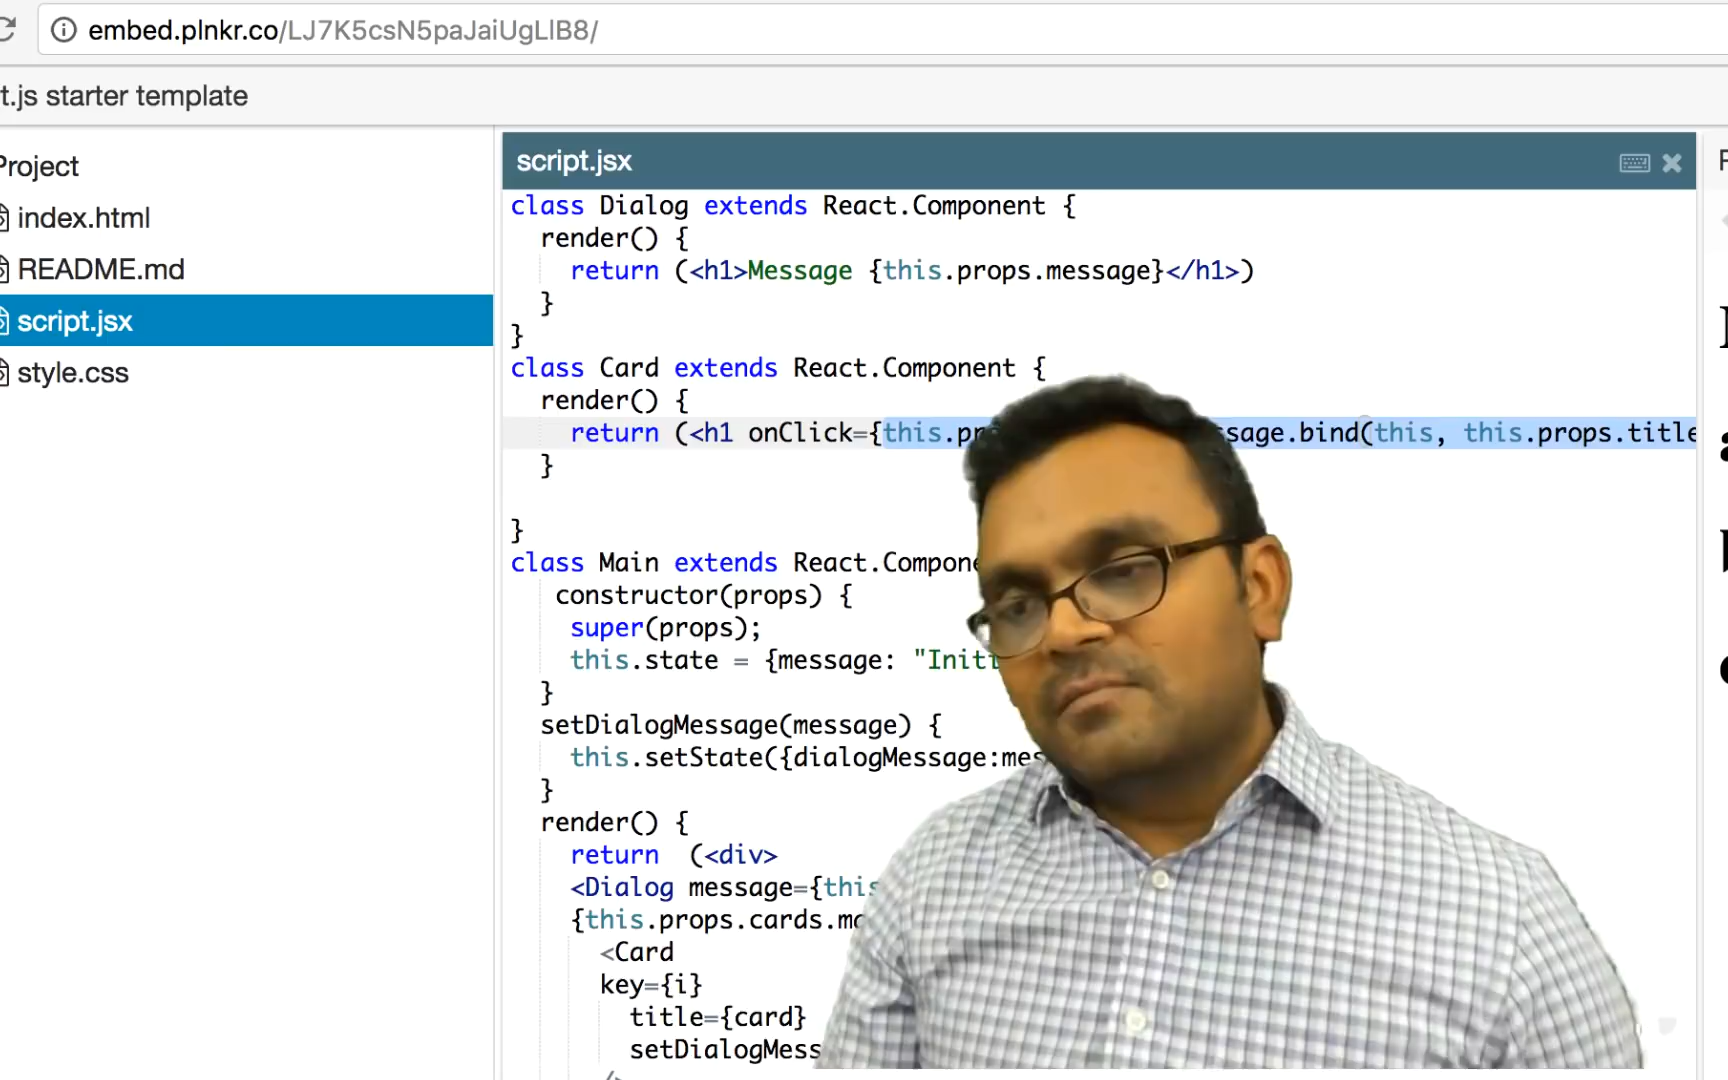 embed.plnkr.co/LJ7K5csN5paJaiUgLlB8/
t.js starter template
Project
index.html
README.md
script.jsx
style.css
script.jsx
class Dialog extends React.Component {
render() {
return (<h1>Message {this.props.message}</h1>)
}
}
class Card extends React.Component {
render() {
return (<h1 onClick={this.pr ssage.bind(this, this.props.title
}
}
class Main extends React.Compone
constructor(props) {
super(props);
this.state = {message: "Initi
}
setDialogMessage(message) {
this.setState({dialogMessage:mes
}
render() {
return (<div>
<Dialog message={this
{this.props.cards.ma
<Card
key={i}
title={card}
setDialogMess
/>